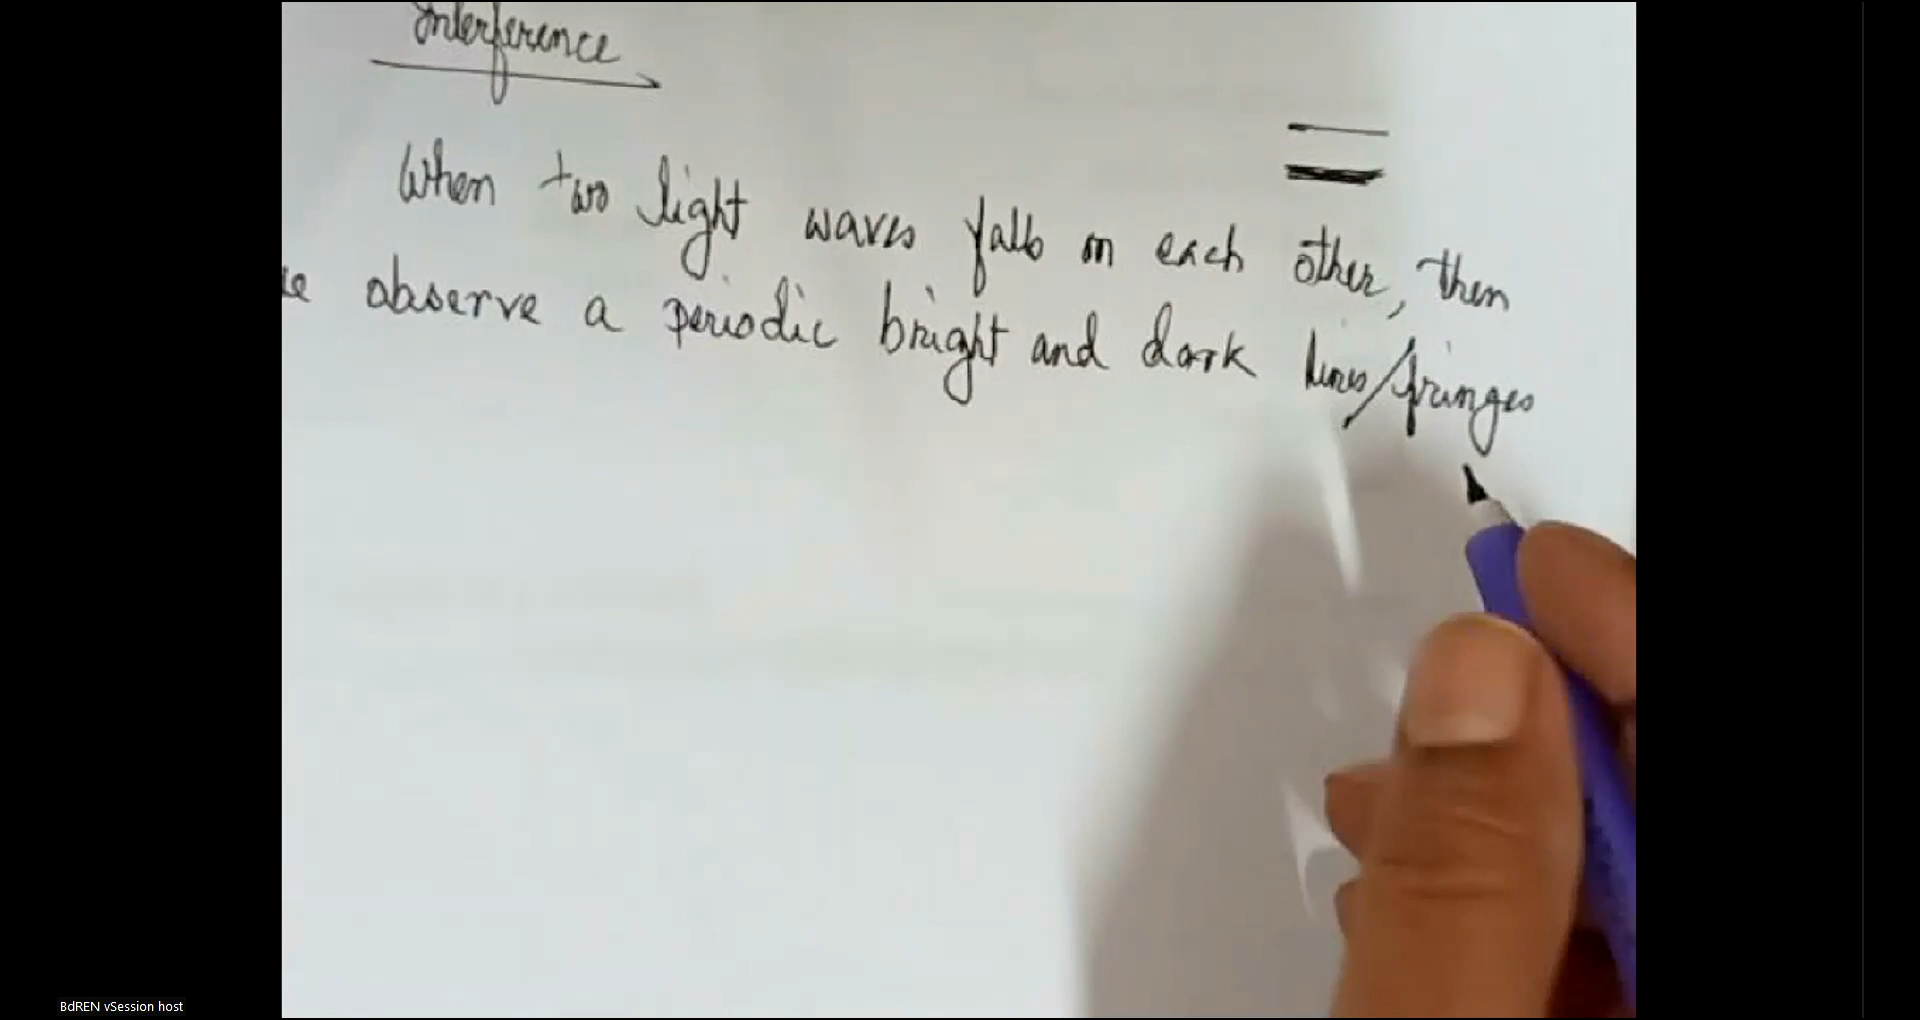 Interference
When two light waves falls on each other, then
observe a periodic bright and dark lines/fringes
BdREN vSession host